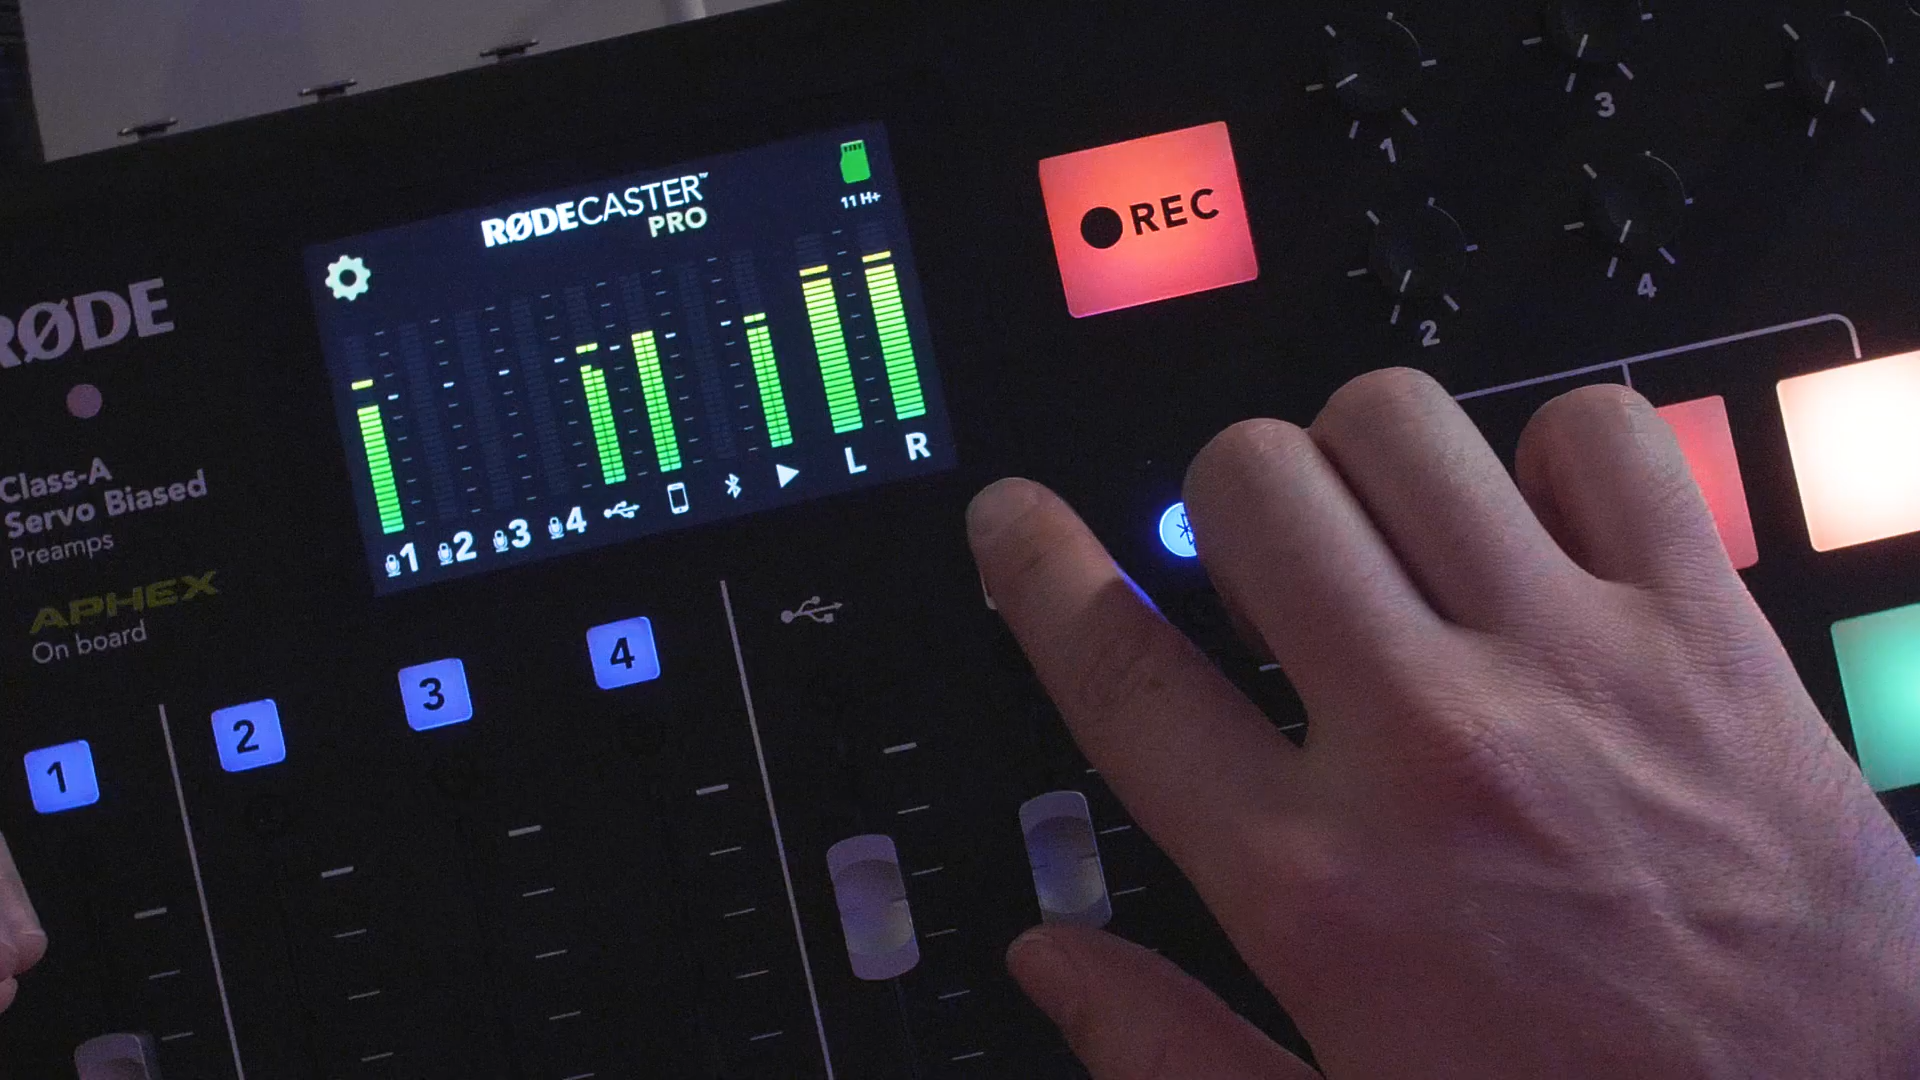 RØDECASTER™
PRO
11 H+
1 2 3 4 L R
REC
1
2
3
4
RØDE
Class-A
Servo Biased
Preamps
APHEX
On board
1
2
3
4